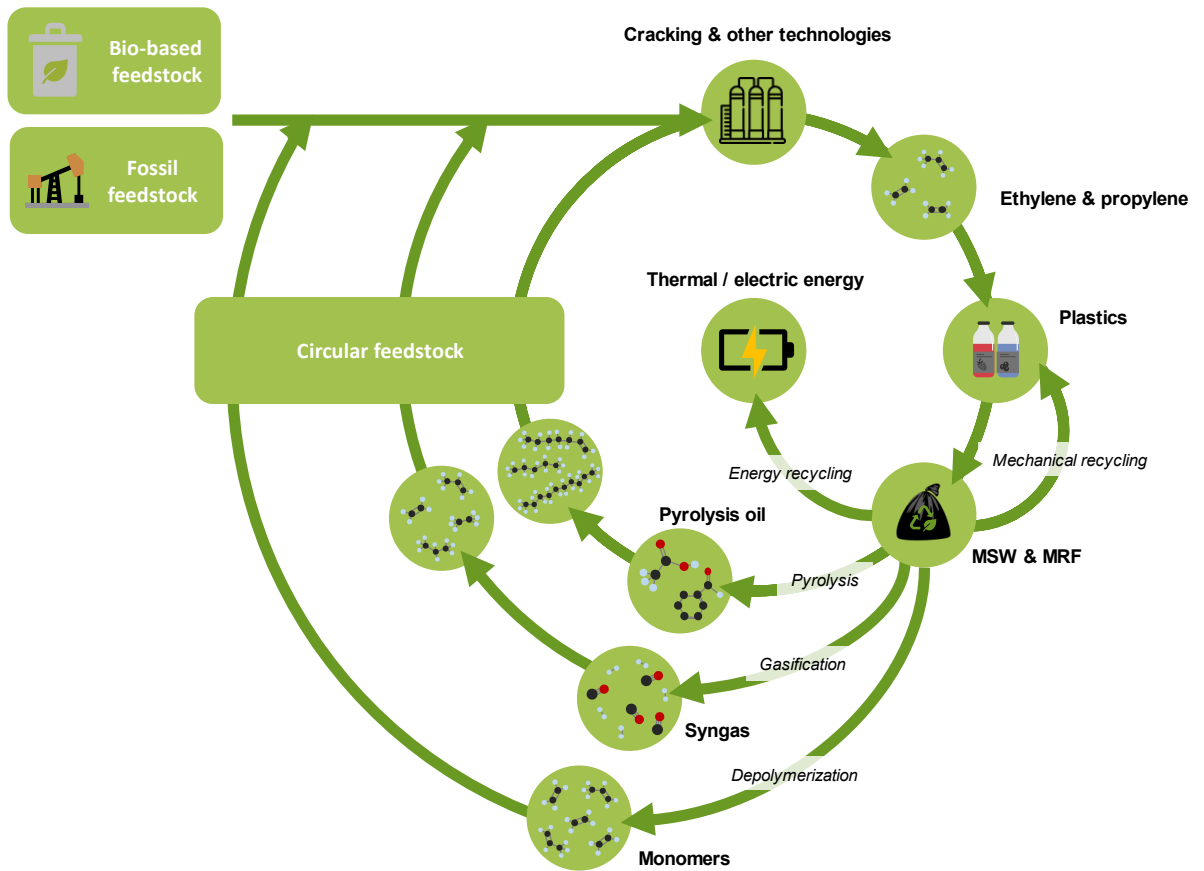 Bio-based
feedstock
Cracking & other technologies
Fossil
feedstock
Ethylene & propylene
Thermal / electric energy
Plastics
Circular feedstock
Energy recycling
Mechanical recycling
Pyrolysis oil
MSW & MRF
Pyrolysis
Gasification
Syngas
Depolymerization
Monomers